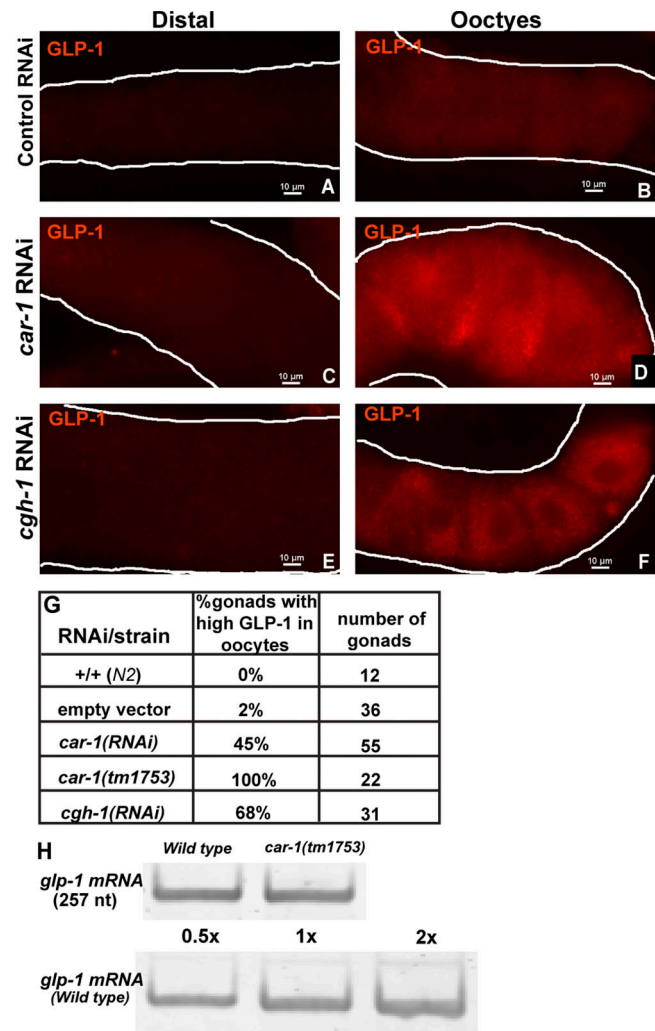 Distal Ooctyes
Control RNAi
GLP-1
10 µm
A
GLP-1
10 µm
B
car-1 RNAi
GLP-1
10 µm
C
GLP-1
10 µm
D
cgh-1 RNAi
GLP-1
10 µm
E
GLP-1
10 µm
F
G
RNAi/strain
%gonads with
high GLP-1 in
oocytes
number of
gonads
+/+ (N2) 0% 12
empty vector 2% 36
car-1(RNAi) 45% 55
car-1(tm1753) 100% 22
cgh-1(RNAi) 68% 31
H
Wild type car-1(tm1753)
glp-1 mRNA
(257 nt)
0.5x 1x 2x
glp-1 mRNA
(Wild type)